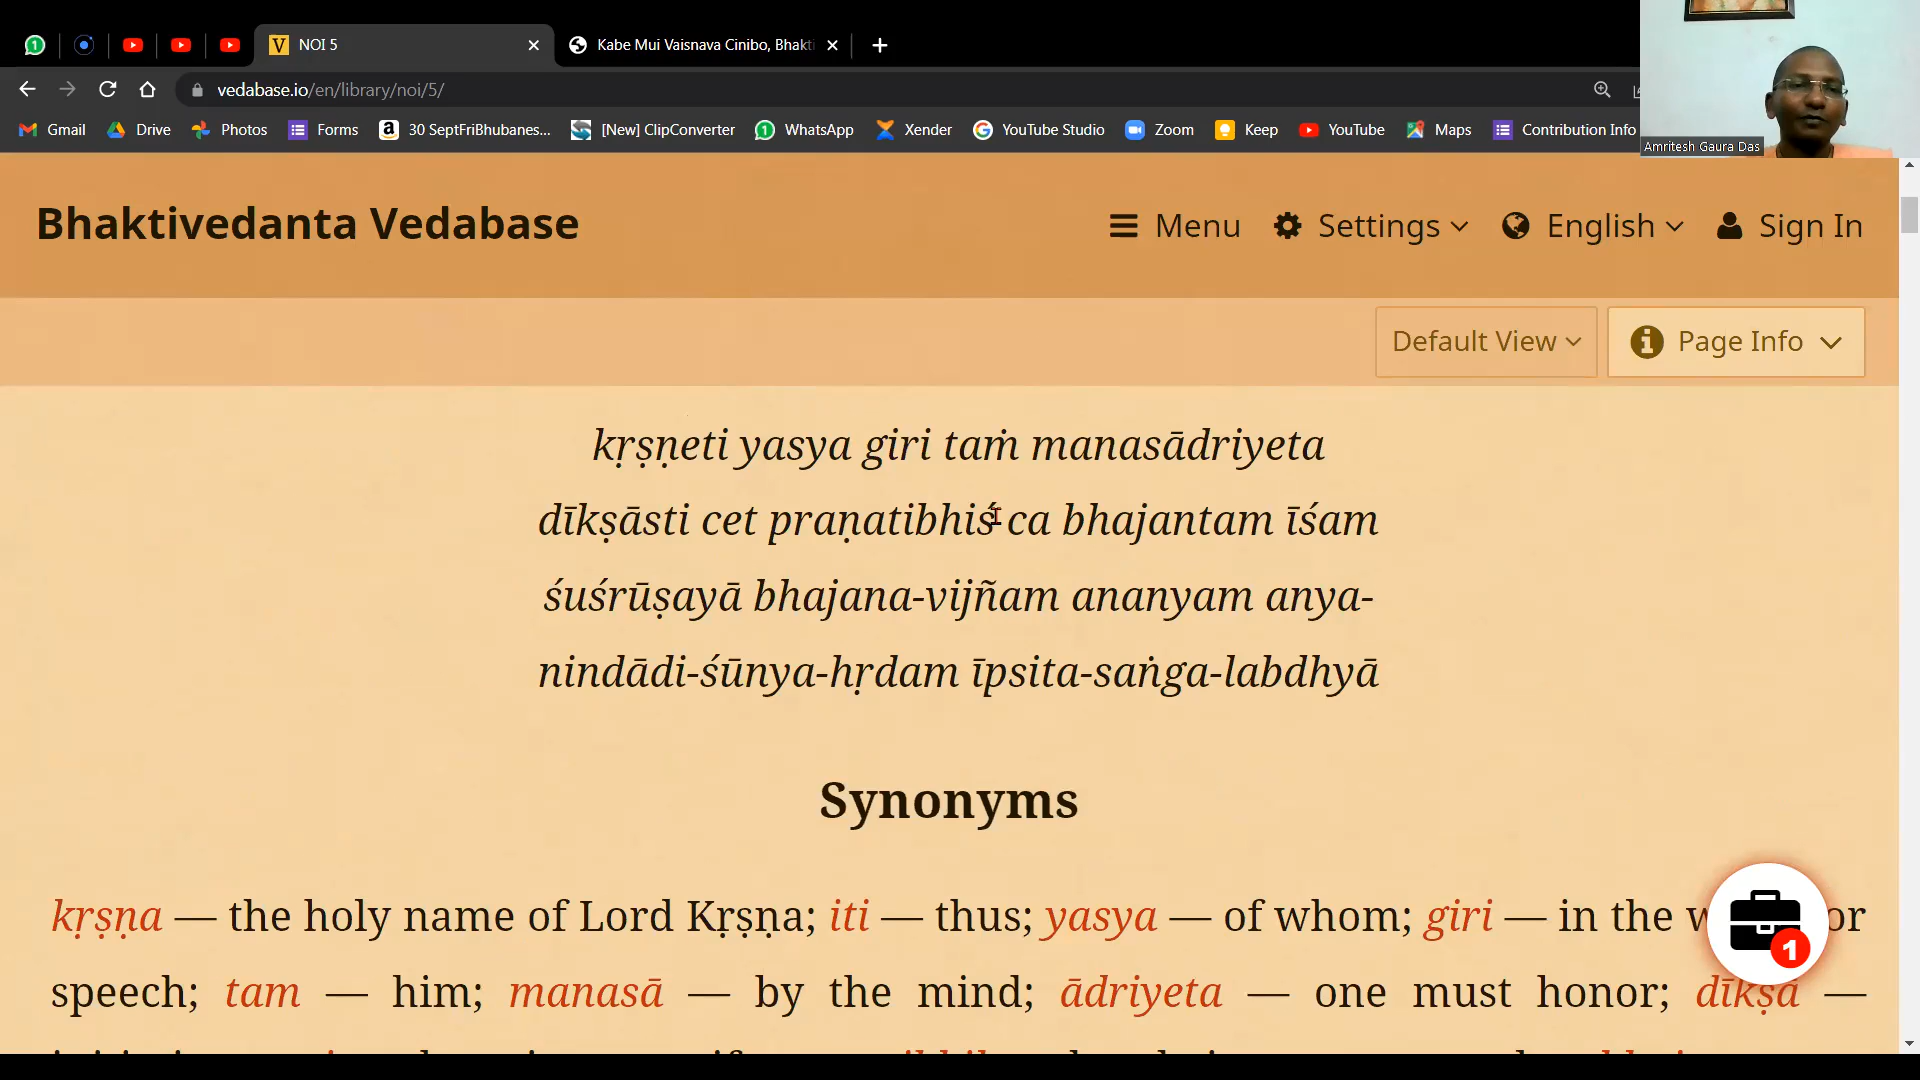 1
NOI 5
Kabe Mui Vaisnava Cinibo, Bhakti
vedabase.io/en/library/noi/5/
Gmail Drive Photos Forms 30 SeptFriBhubanes... [New] ClipConverter WhatsApp Xender YouTube Studio Zoom Keep YouTube Maps Contribution Info
Amritesh Gaura Das
Bhaktivedanta Vedabase
Menu Settings English Sign In
Default View Page Info
kṛṣṇeti yasya giri taṁ manasādriyeta
dīkṣāsti cet praṇatibhiś ca bhajantam īśam
śuśrūṣayā bhajana-vijñam ananyam anya-
nindādi-śūnya-hṛdam īpsita-saṅga-labdhyā
Synonyms
kṛṣṇa — the holy name of Lord Kṛṣṇa; iti — thus; yasya — of whom; giri — in the or
speech; tam — him; manasā — by the mind; ādriyeta — one must honor; dīkṣā —
1